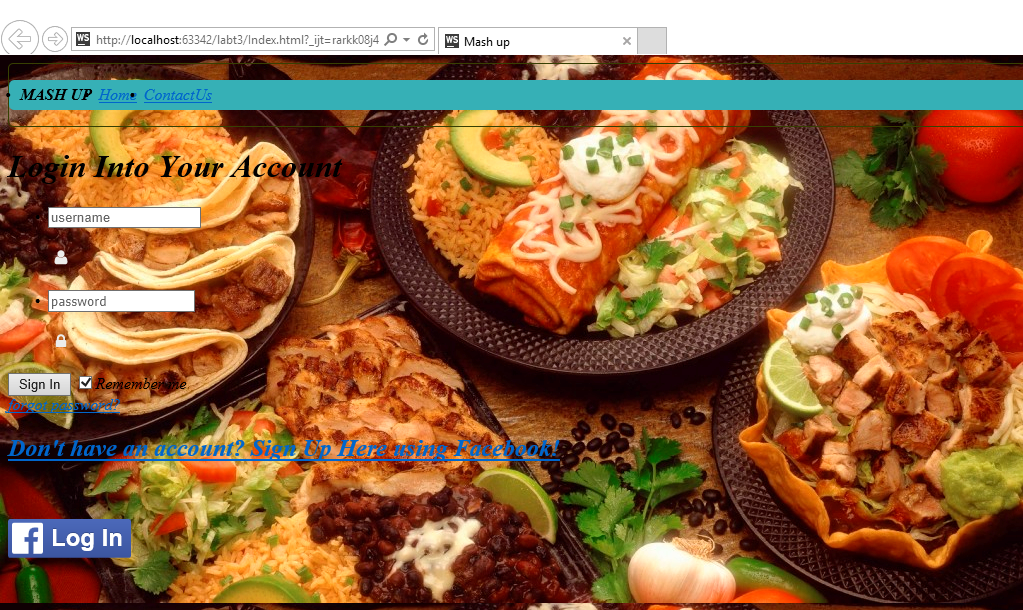 http://localhost:63342/labt3/Index.html?_ijt=rarkk08j4
WS Mash up
MASH UP Home ContactUs
Login Into Your Account
username
password
Sign In Remember me
forgot password?
Don't have an account? Sign Up Here using Facebook!
f Log In